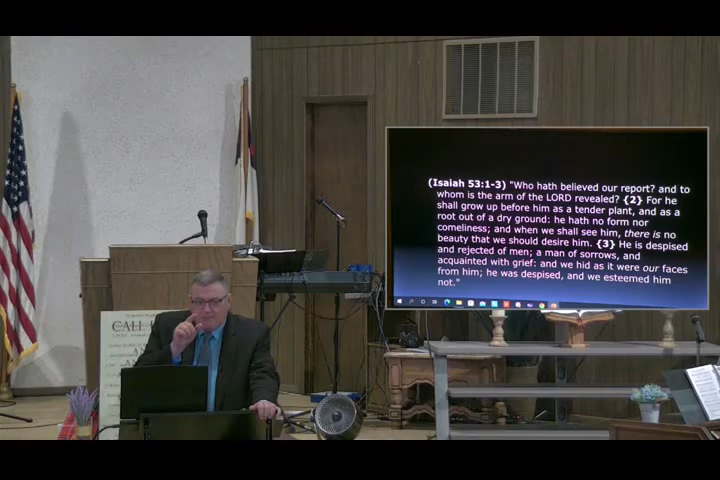 (Isaiah 53:1-3) "Who hath believed our report? and to
whom is the arm of the LORD revealed? {2} For he
shall grow up before him as a tender plant, and as a
root out of a dry ground: he hath no form nor
comeliness; and when we shall see him, there is no
beauty that we should desire him. {3} He is despised
and rejected of men; a man of sorrows, and
acquainted with grief: and we hid as it were our faces
from him; he was despised, and we esteemed him
not."
CALL